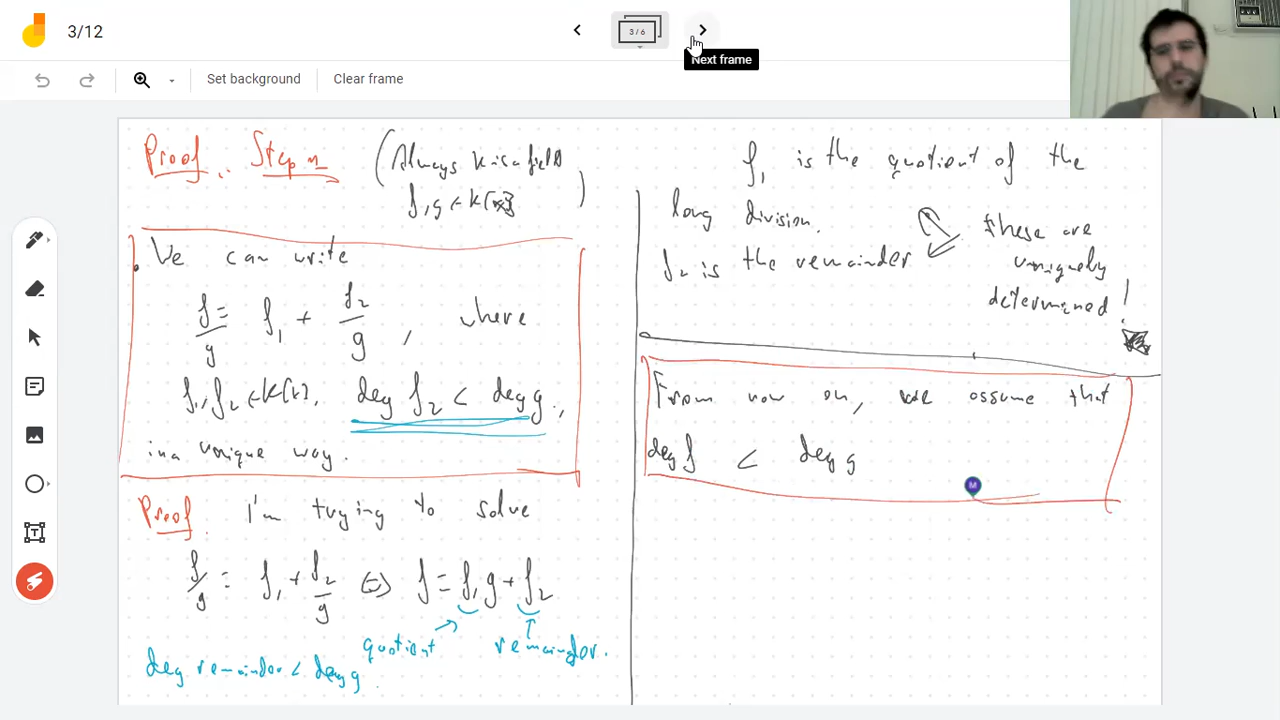 3/12
3 / 6
Next frame
Set background
Clear frame
Proof. Step
(Always K is a field
f, g ∈ K[x])
We can write
f/g = f₁ + f₂/g, where
f₁, f₂ ∈ K[x], deg f₂ < deg g,
in a unique way.
Proof. I'm trying to solve
f/g = f₁ + f₂/g ⇔ f = f₁ g + f₂
quotient remainder.
deg remainder < deg g.
f₁ is the quotient of the
long division.
f₂ is the remainder
these are
uniquely
determined!
From now on, we assume that
deg f < deg g
M